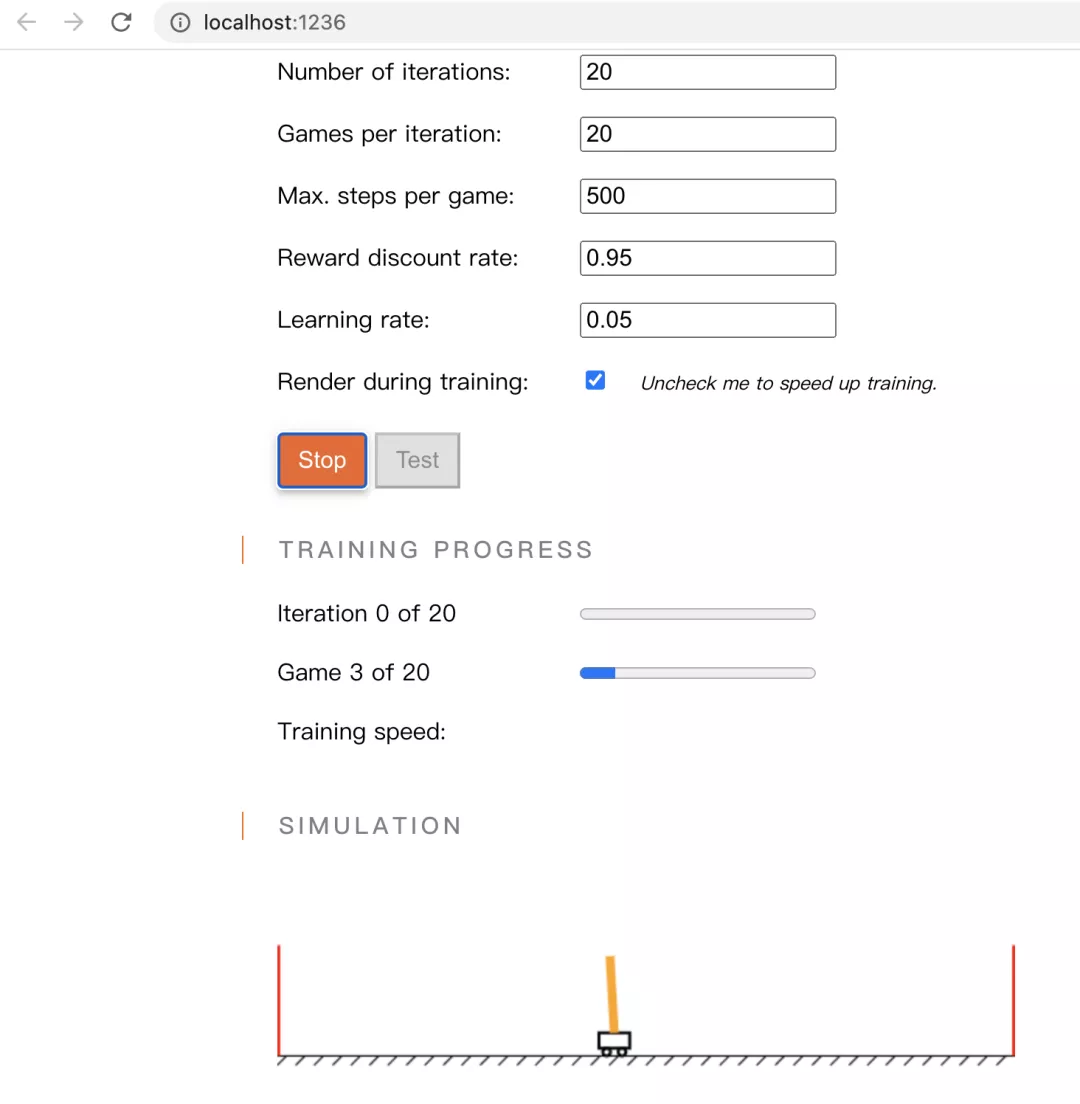 localhost:1236
Number of iterations: 20
Games per iteration: 20
Max. steps per game: 500
Reward discount rate: 0.95
Learning rate: 0.05
Render during training: Uncheck me to speed up training.
Stop Test
TRAINING PROGRESS
Iteration 0 of 20
Game 3 of 20
Training speed:
SIMULATION